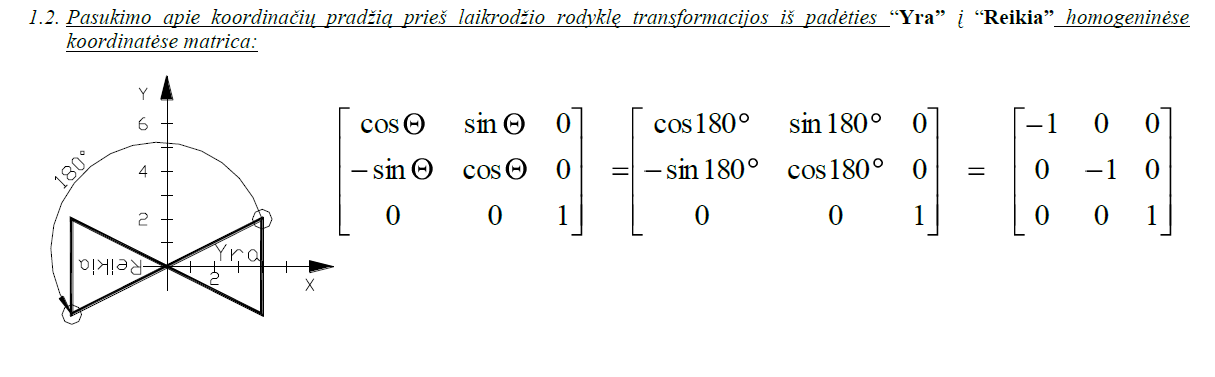 1.2. Pasukimo apie koordinačių pradžią prieš laikrodžio rodyklę transformacijos iš padėties “Yra” į “Reikia” homogeninėse
koordinatėse matrica:
Y
6
180°
4
2
Yra
Reikia
2
X
cosΘ sinΘ 0
−sinΘ cosΘ 0
0 0 1
=
cos180° sin180° 0
−sin180° cos180° 0
0 0 1
=
−1 0 0
0 −1 0
0 0 1